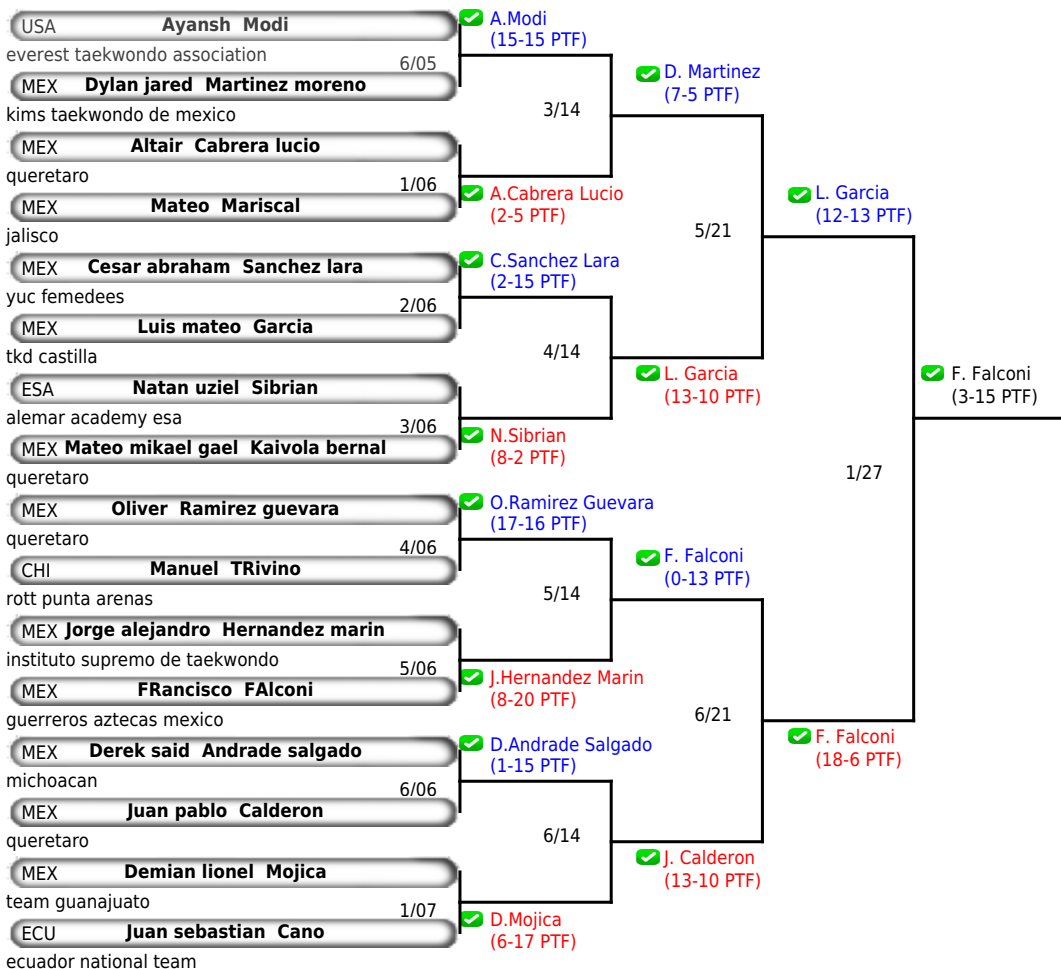 USA Ayansh Modi
everest taekwondo association
6/05
MEX Dylan jared Martinez moreno
kims taekwondo de mexico
MEX Altair Cabrera lucio
queretaro
1/06
MEX Mateo Mariscal
jalisco
MEX Cesar abraham Sanchez lara
yuc femedees
2/06
MEX Luis mateo Garcia
tkd castilla
ESA Natan uziel Sibrian
alemar academy esa
3/06
MEX Mateo mikael gael Kaivola bernal
queretaro
MEX Oliver Ramirez guevara
queretaro
4/06
CHI Manuel TRivino
rott punta arenas
MEX Jorge alejandro Hernandez marin
instituto supremo de taekwondo
5/06
MEX FRancisco FAlconi
guerreros aztecas mexico
MEX Derek said Andrade salgado
michoacan
6/06
MEX Juan pablo Calderon
queretaro
MEX Demian lionel Mojica
team guanajuato
1/07
ECU Juan sebastian Cano
ecuador national team
A.Modi
(15-15 PTF)
3/14
A.Cabrera Lucio
(2-5 PTF)
C.Sanchez Lara
(2-15 PTF)
4/14
N.Sibrian
(8-2 PTF)
O.Ramirez Guevara
(17-16 PTF)
5/14
J.Hernandez Marin
(8-20 PTF)
D.Andrade Salgado
(1-15 PTF)
6/14
D.Mojica
(6-17 PTF)
D. Martinez
(7-5 PTF)
5/21
L. Garcia
(13-10 PTF)
F. Falconi
(0-13 PTF)
6/21
J. Calderon
(13-10 PTF)
L. Garcia
(12-13 PTF)
1/27
F. Falconi
(18-6 PTF)
F. Falconi
(3-15 PTF)